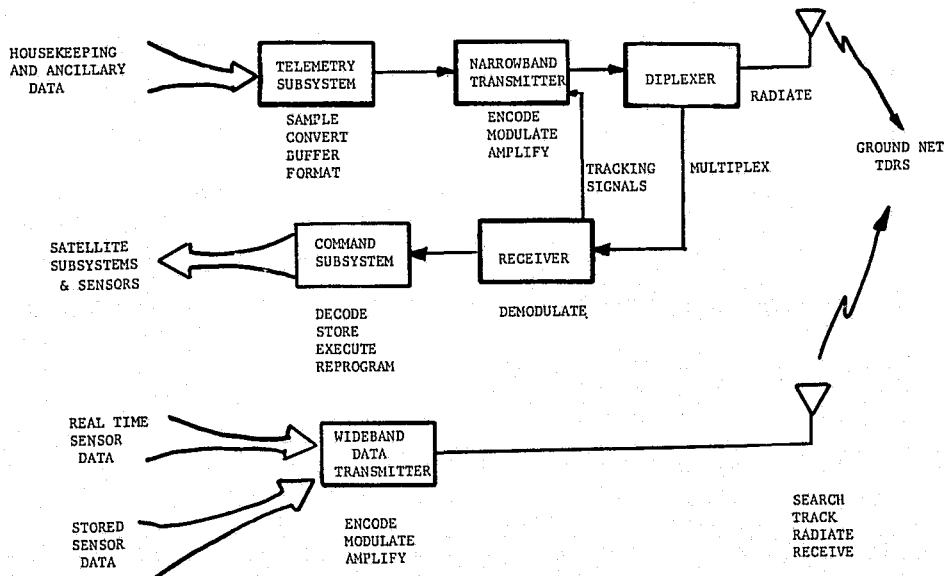 HOUSEKEEPING
AND ANCILLARY
DATA
TELEMETRY
SUBSYSTEM
SAMPLE
CONVERT
BUFFER
FORMAT
NARROWBAND
TRANSMITTER
ENCODE
MODULATE
AMPLIFY
DIPLEXER
RADIATE
GROUND NET
TDRS
TRACKING
SIGNALS
MULTIPLEX
SATELLITE
SUBSYSTEMS
& SENSORS
COMMAND
SUBSYSTEM
DECODE
STORE
EXECUTE
REPROGRAM
RECEIVER
DEMODULATE
REAL TIME
SENSOR
DATA
WIDEBAND
DATA
TRANSMITTER
STORED
SENSOR
DATA
ENCODE
MODULATE
AMPLIFY
SEARCH
TRACK
RADIATE
RECEIVE